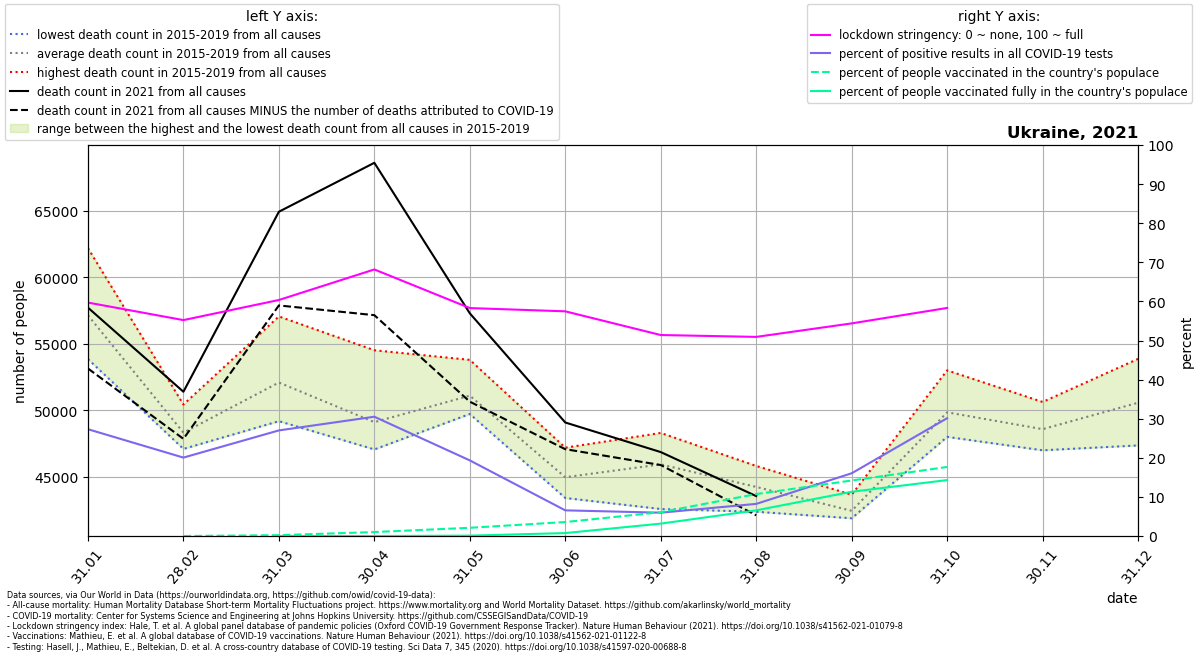 left Y axis:
lowest death count in 2015-2019 from all causes
average death count in 2015-2019 from all causes
highest death count in 2015-2019 from all causes
death count in 2021 from all causes
death count in 2021 from all causes MINUS the number of deaths attributed to COVID-19
range between the highest and the lowest death count from all causes in 2015-2019
right Y axis:
lockdown stringency: 0 ~ none, 100 ~ full
percent of positive results in all COVID-19 tests
percent of people vaccinated in the country's populace
percent of people vaccinated fully in the country's populace
Ukraine, 2021
number of people
65000
60000
55000
50000
45000
100
90
80
70
60
50
40
30
20
10
0
percent
31.01
28.02
31.03
30.04
31.05
30.06
31.07
31.08
30.09
31.10
30.11
31.12
date
Data sources, via Our World in Data (https://ourworldindata.org, https://github.com/owid/covid-19-data):
- All-cause mortality: Human Mortality Database Short-term Mortality Fluctuations project. https://www.mortality.org and World Mortality Dataset. https://github.com/akarlinsky/world_mortality
- COVID-19 mortality: Center for Systems Science and Engineering at Johns Hopkins University. https://github.com/CSSEGISandData/COVID-19
- Lockdown stringency index: Hale, T. et al. A global panel database of pandemic policies (Oxford COVID-19 Government Response Tracker). Nature Human Behaviour (2021). https://doi.org/10.1038/s41562-021-01079-8
- Vaccinations: Mathieu, E. et al. A global database of COVID-19 vaccinations. Nature Human Behaviour (2021). https://doi.org/10.1038/s41562-021-01122-8
- Testing: Hasell, J., Mathieu, E., Beltekian, D. et al. A cross-country database of COVID-19 testing. Sci Data 7, 345 (2020). https://doi.org/10.1038/s41597-020-00688-8